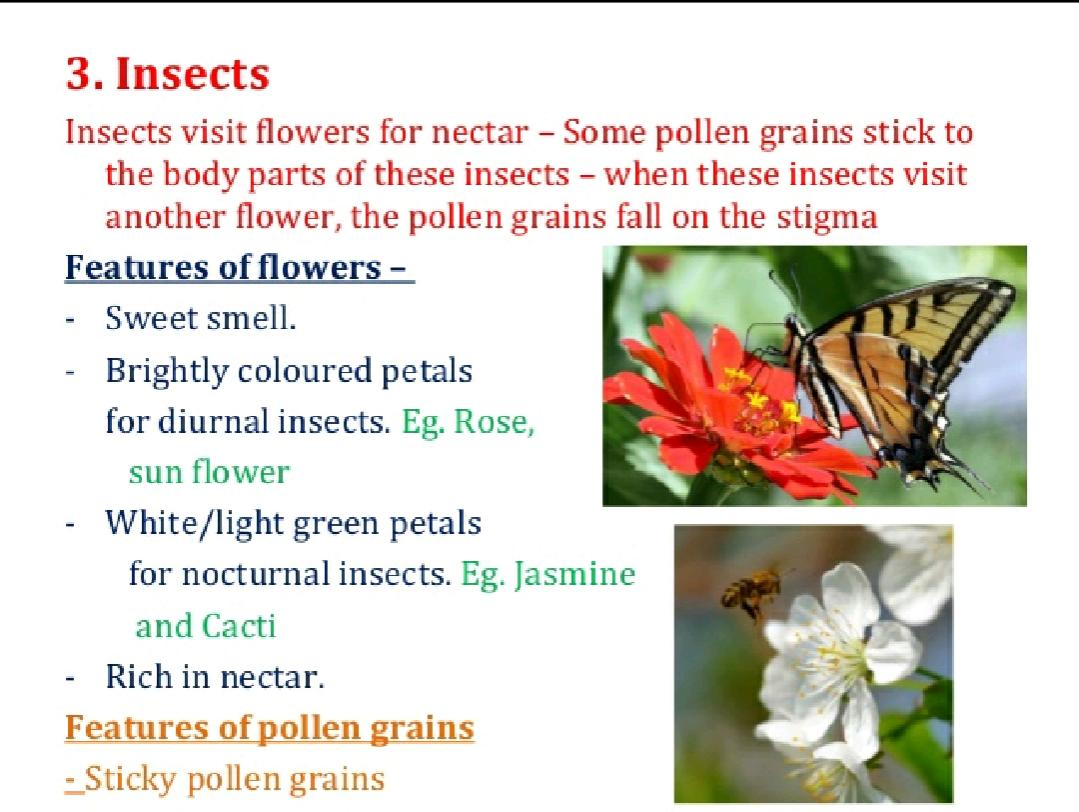 3. Insects
Insects visit flowers for nectar – Some pollen grains stick to
the body parts of these insects – when these insects visit
another flower, the pollen grains fall on the stigma
Features of flowers –
- Sweet smell.
- Brightly coloured petals
for diurnal insects. Eg. Rose,
sun flower
- White/light green petals
for nocturnal insects. Eg. Jasmine
and Cacti
- Rich in nectar.
Features of pollen grains
- Sticky pollen grains